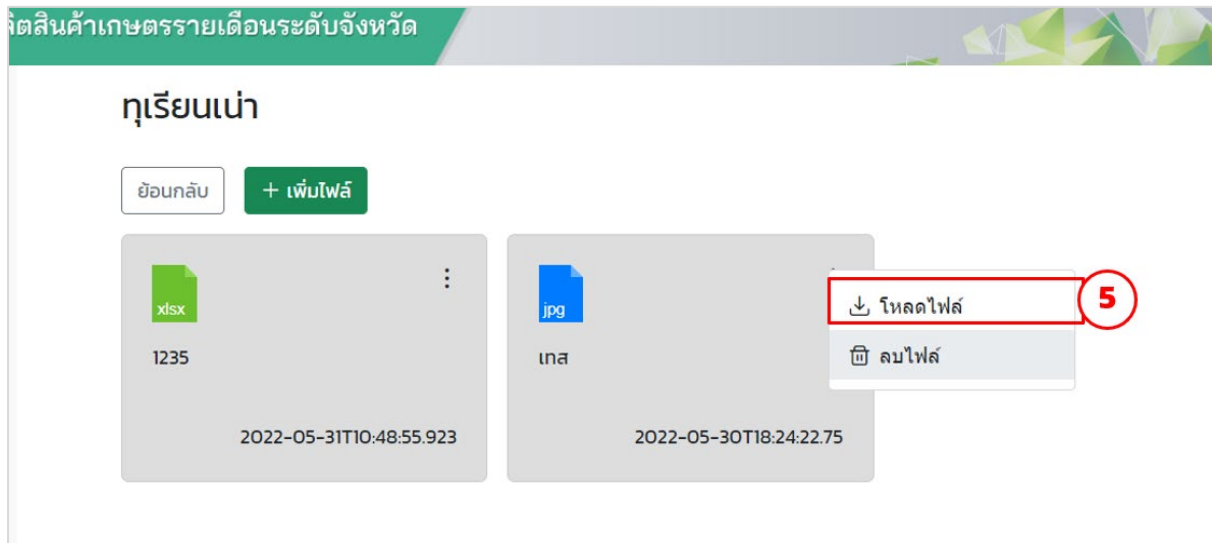 ิตสินค้าเกษตรรายเดือนระดับจังหวัด
ทุเรียนเน่า
ย้อนกลับ
+ เพิ่มไฟล์
xlsx
1235
2022-05-31T10:48:55.923
jpg
เทส
2022-05-30T18:24:22.75
โหลดไฟล์
5
ลบไฟล์